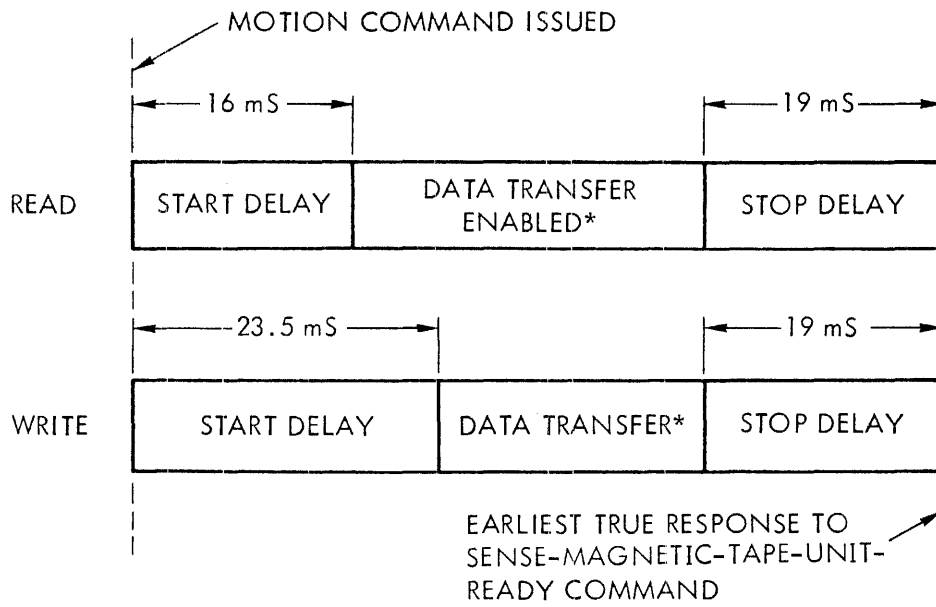 MOTION COMMAND ISSUED
16 mS
19 mS
READ
START DELAY
DATA TRANSFER
ENABLED*
STOP DELAY
23.5 mS
19 mS
WRITE
START DELAY
DATA TRANSFER*
STOP DELAY
EARLIEST TRUE RESPONSE TO
SENSE-MAGNETIC-TAPE-UNIT-
READY COMMAND